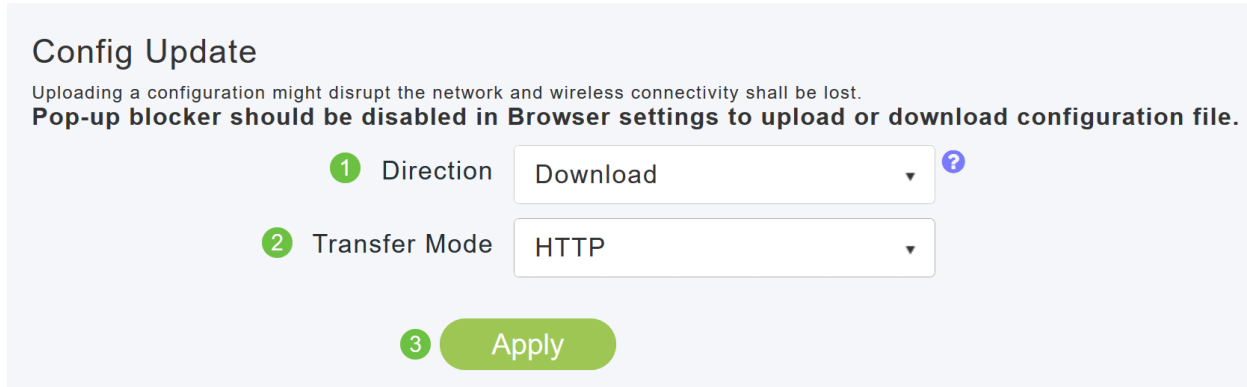 Config Update
Uploading a configuration might disrupt the network and wireless connectivity shall be lost.
Pop-up blocker should be disabled in Browser settings to upload or download configuration file.
1 Direction Download ▼ ?
2 Transfer Mode HTTP ▼
3 Apply